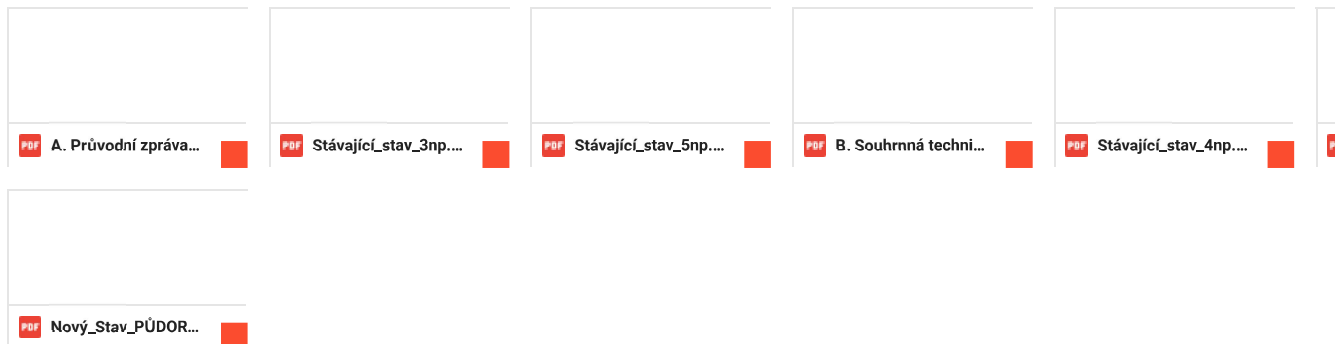 PDF A. Průvodní zpráva...
PDF Stávající_stav_3np....
PDF Stávající_stav_5np....
PDF B. Souhrnná techni...
PDF Stávající_stav_4np....
PDF Nový_Stav_PŮDOR...